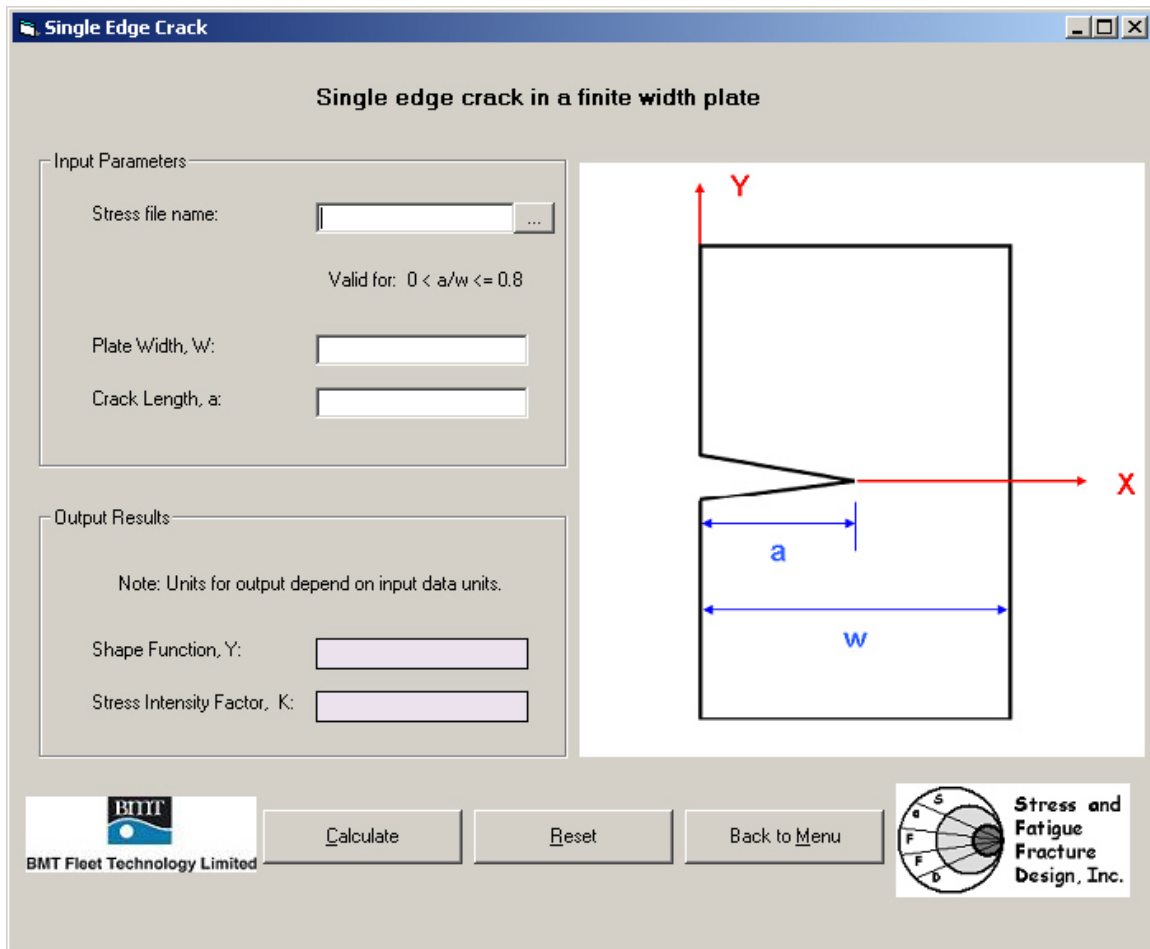 Single Edge Crack
Single edge crack in a finite width plate
Input Parameters
Stress file name:
...
Valid for: 0 < a/w <= 0.8
Plate Width, W:
Crack Length, a:
Output Results
Note: Units for output depend on input data units.
Shape Function, Y:
Stress Intensity Factor, K:
Y
X
a
w
BMT
BMT Fleet Technology Limited
Calculate
Reset
Back to Menu
S
a
F
F
D
Stress and
Fatigue
Fracture
Design, Inc.